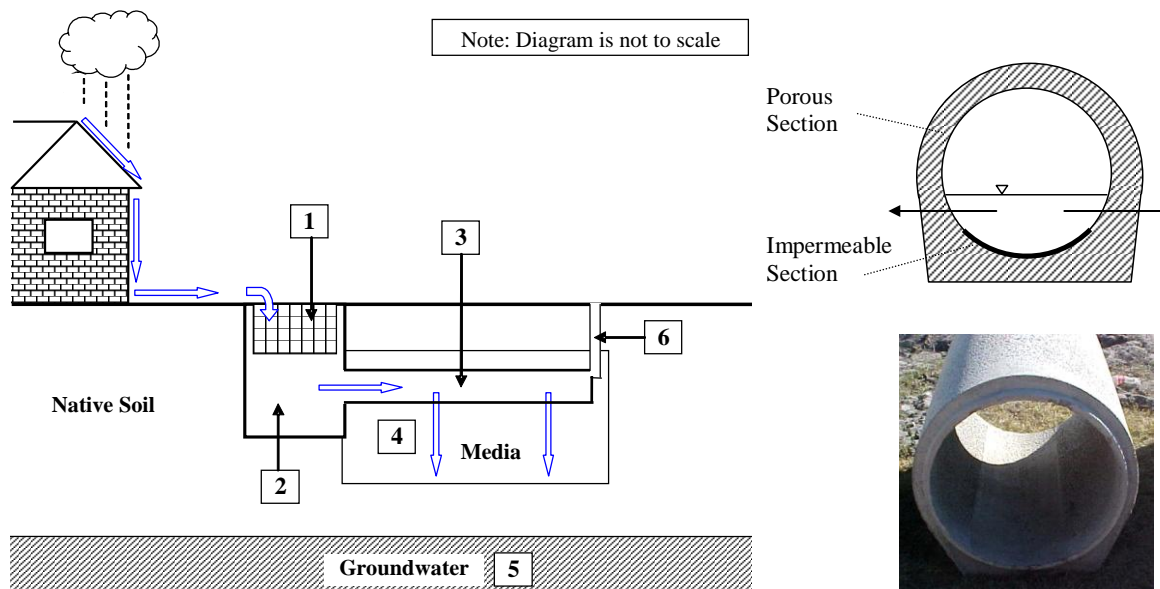 Note: Diagram is not to scale
Porous
Section
Impermeable
Section
1
3
6
Native Soil
4
Media
2
Groundwater
5